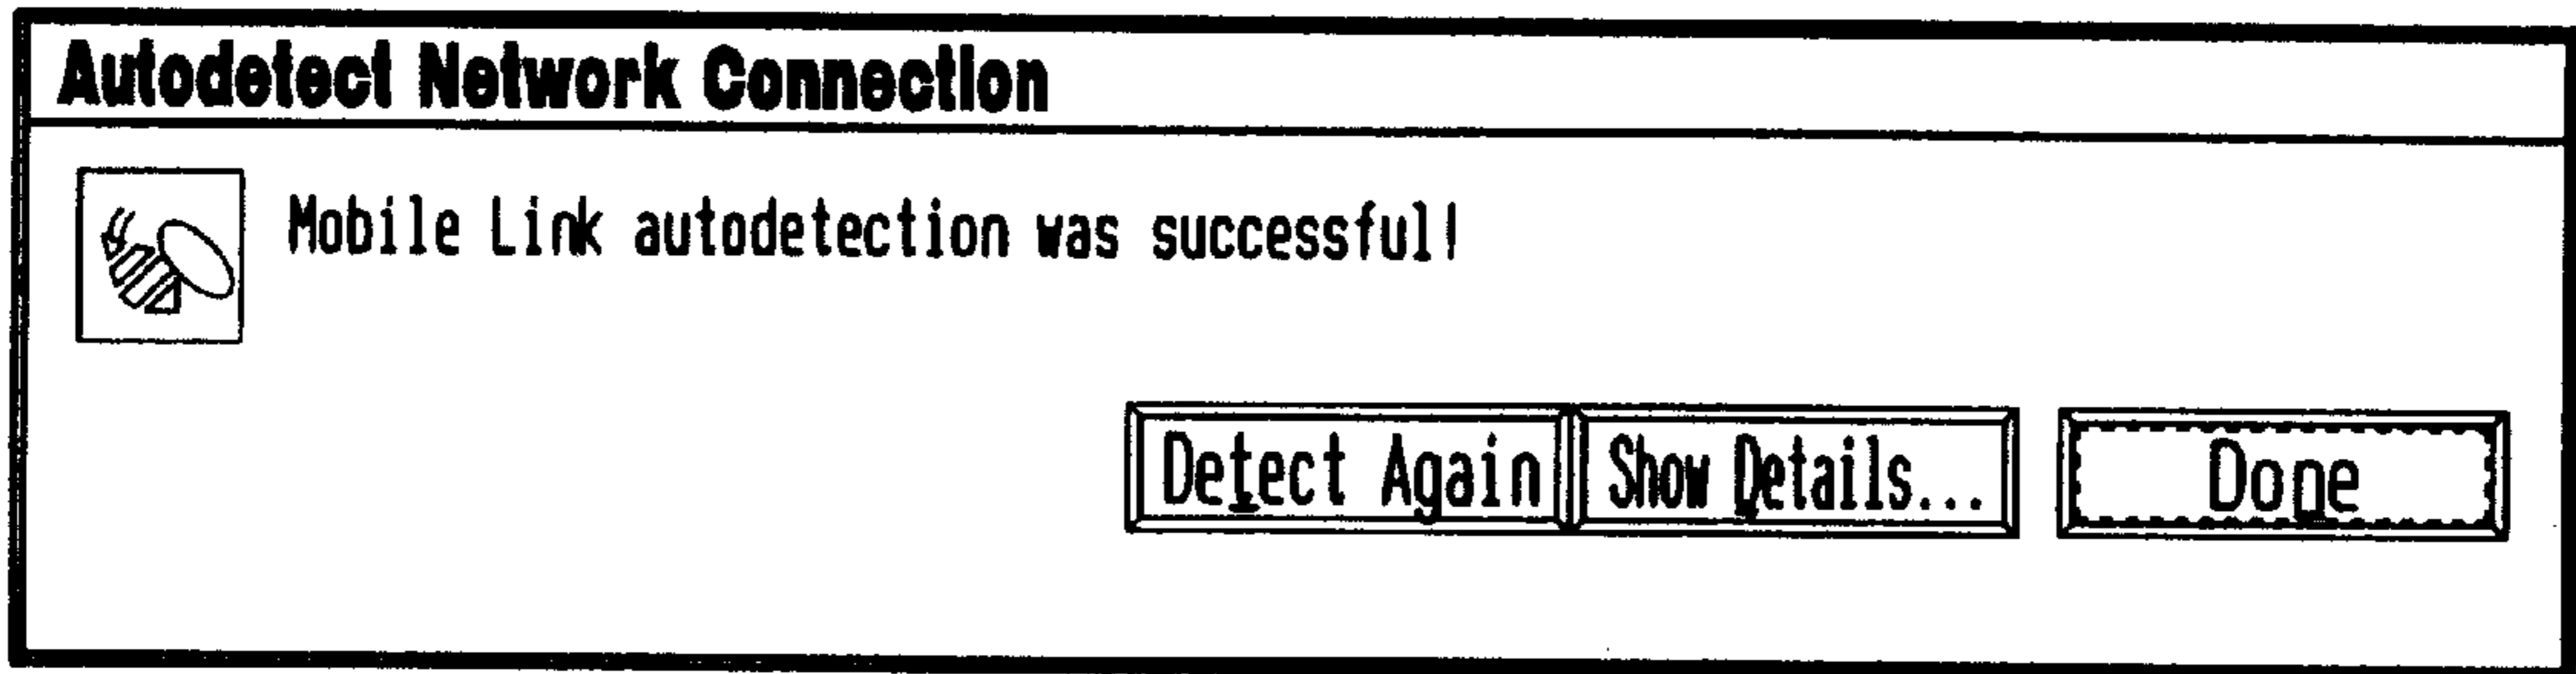 Autodetect Network Connection
Mobile Link autodetection was successful!
Detect Again Show Details... Done